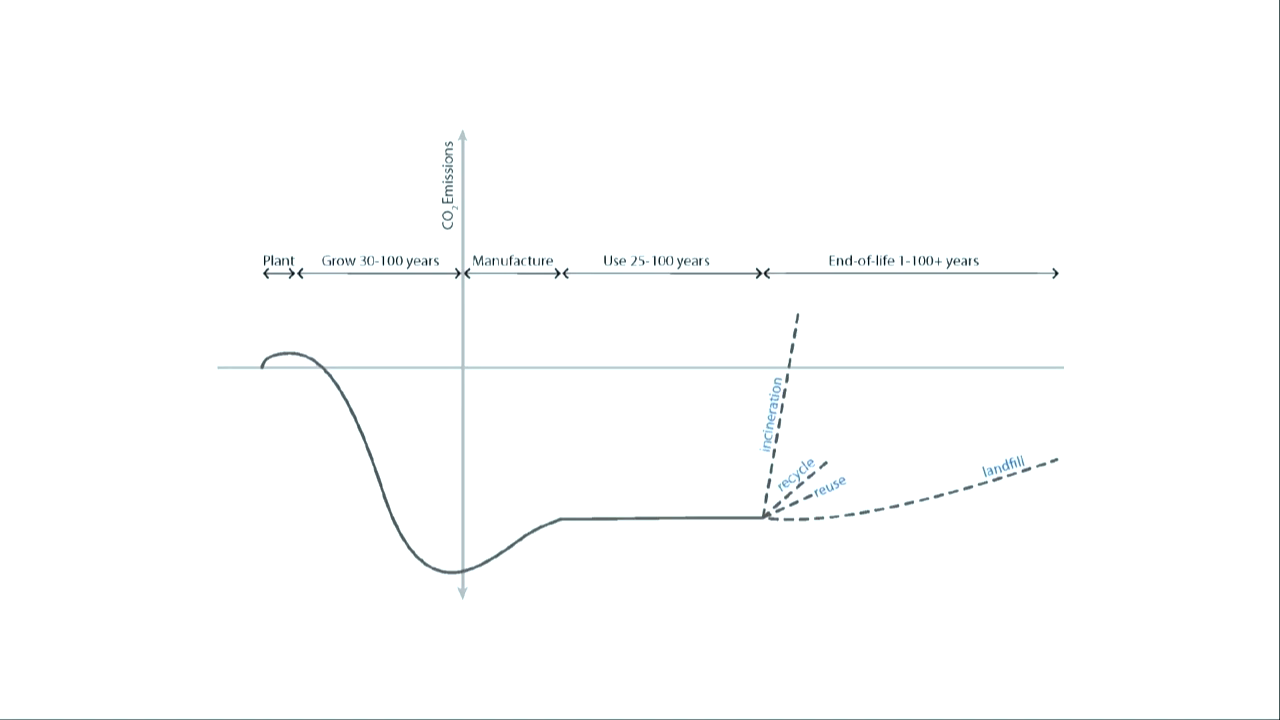 CO₂ Emissions
Plant
Grow 30-100 years
Manufacture
Use 25-100 years
End-of-life 1-100+ years
incineration
recycle
reuse
landfill